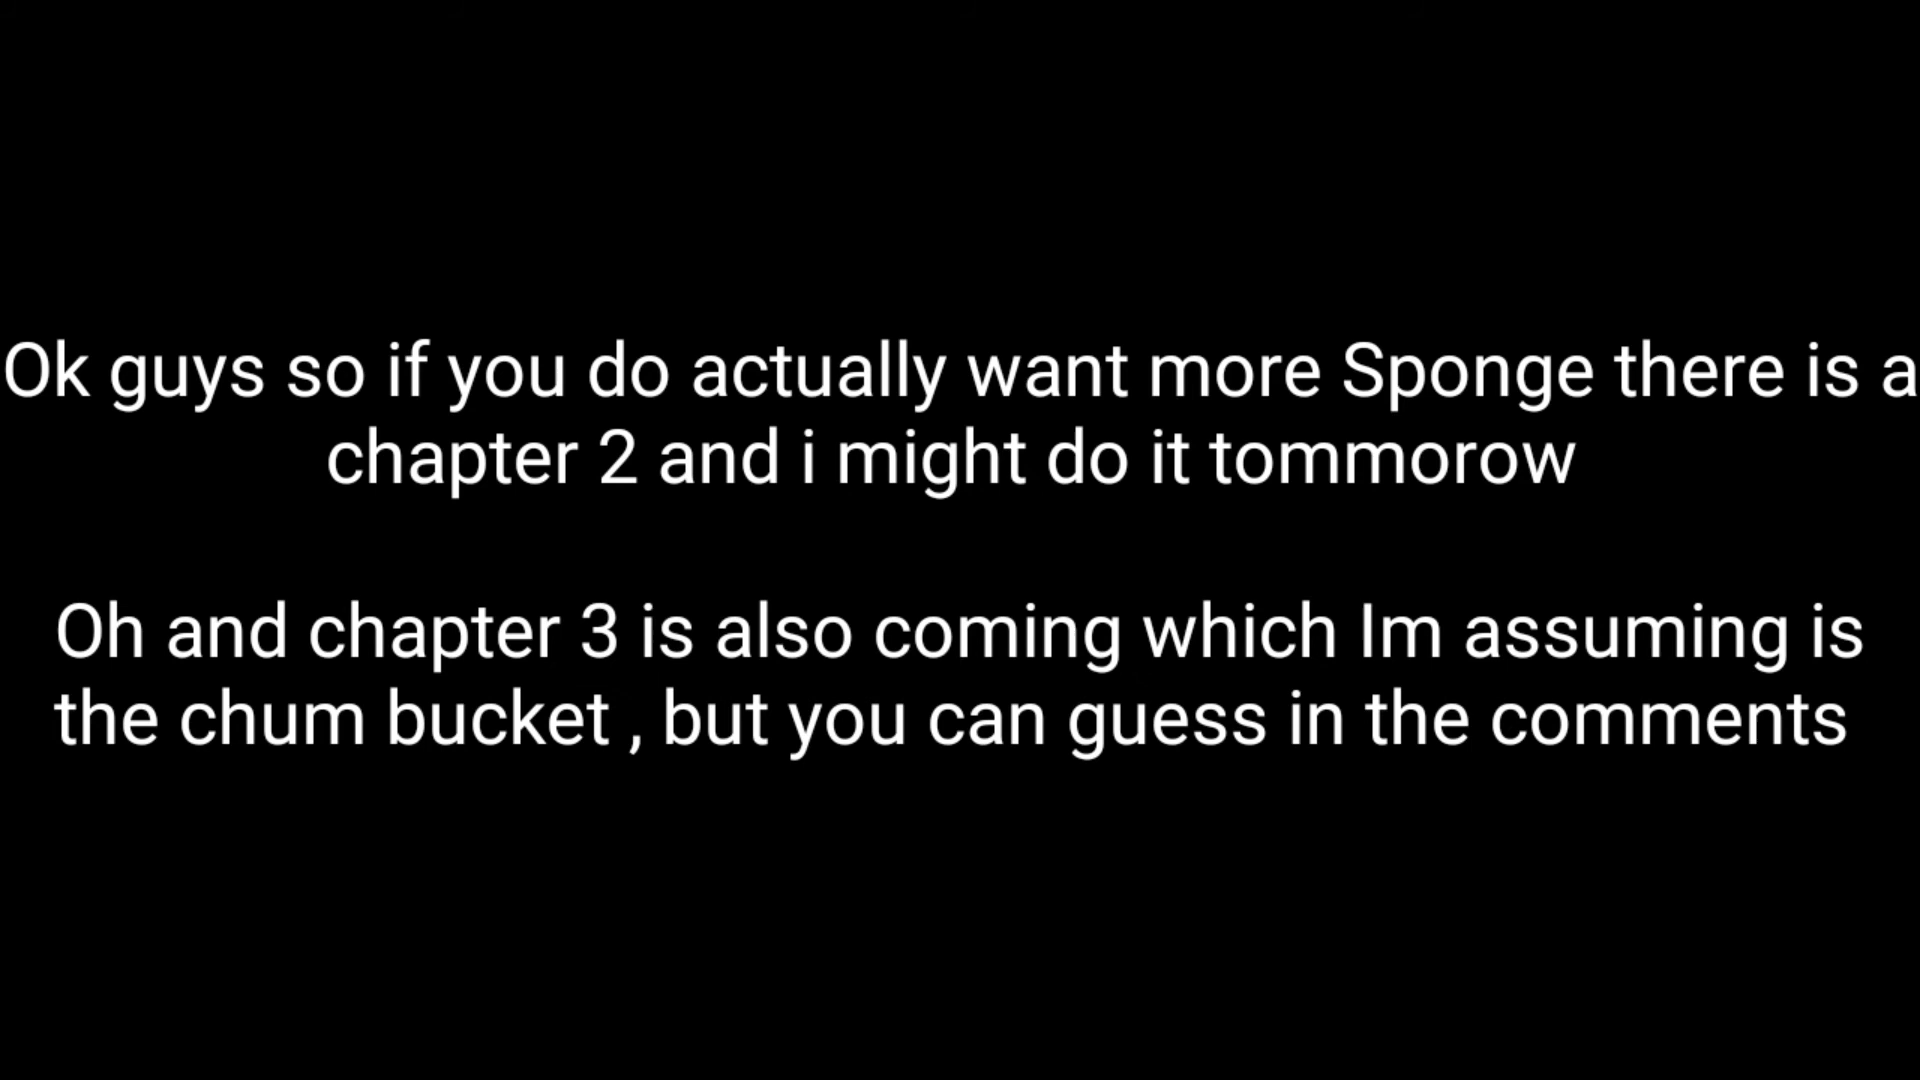 Ok guys so if you do actually want more Sponge there is a
chapter 2 and i might do it tommorow
Oh and chapter 3 is also coming which Im assuming is
the chum bucket , but you can guess in the comments